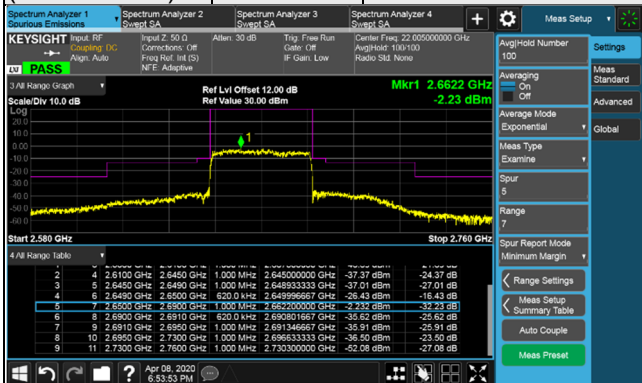 Spectrum Analyzer 1
Spurious Emissions
Spectrum Analyzer 2
Swept SA
Spectrum Analyzer 3
Swept SA
Spectrum Analyzer 4
Swept SA
Meas Setup
KEYSIGHT
Input: RF
Coupling: DC
Align: Auto
Input Z: 50 Ω
Corrections: Off
Freq Ref: Int (S)
NFE: Adaptive
Atten: 30 dB
Trig: Free Run
Gate: Off
IF Gain: Low
Center Freq: 22.005000000 GHz
Avg|Hold: 100/100
Radio Std: None
PASS
3 All Range Graph
Scale/Div 10.0 dB
Ref Lvl Offset 12.00 dB
Ref Value 30.00 dBm
Mkr1 2.6622 GHz
-2.23 dBm
Log
20.0
10.0
0.00
-10.0
-20.0
-30.0
-40.0
-50.0
-60.0
1
Start 2.580 GHz
Stop 2.760 GHz
4 All Range Table
2 4 2.6100 GHz 2.6450 GHz 1.000 MHz 2.645000000 GHz -37.37 dBm -24.37 dB
3 5 2.6450 GHz 2.6490 GHz 1.000 MHz 2.648933333 GHz -37.01 dBm -27.01 dB
4 6 2.6490 GHz 2.6500 GHz 620.0 kHz 2.649996667 GHz -26.43 dBm -16.43 dB
5 7 2.6500 GHz 2.6900 GHz 1.000 MHz 2.662200000 GHz -2.232 dBm -32.23 dB
6 8 2.6900 GHz 2.6910 GHz 620.0 kHz 2.690801667 GHz -35.62 dBm -25.62 dB
7 9 2.6910 GHz 2.6950 GHz 1.000 MHz 2.691346667 GHz -35.91 dBm -25.91 dB
8 10 2.6950 GHz 2.7300 GHz 1.000 MHz 2.696633333 GHz -36.50 dBm -23.50 dB
9 11 2.7300 GHz 2.7600 GHz 1.000 MHz 2.730300000 GHz -52.08 dBm -27.08 dB
Avg|Hold Number
100
Averaging
On
Off
Average Mode
Exponential
Meas Type
Examine
Spur
5
Range
7
Spur Report Mode
Minimum Margin
Range Settings
Meas Setup
Summary Table
Auto Couple
Meas Preset
Settings
Meas
Standard
Advanced
Global
Apr 08, 2020
6:53:53 PM